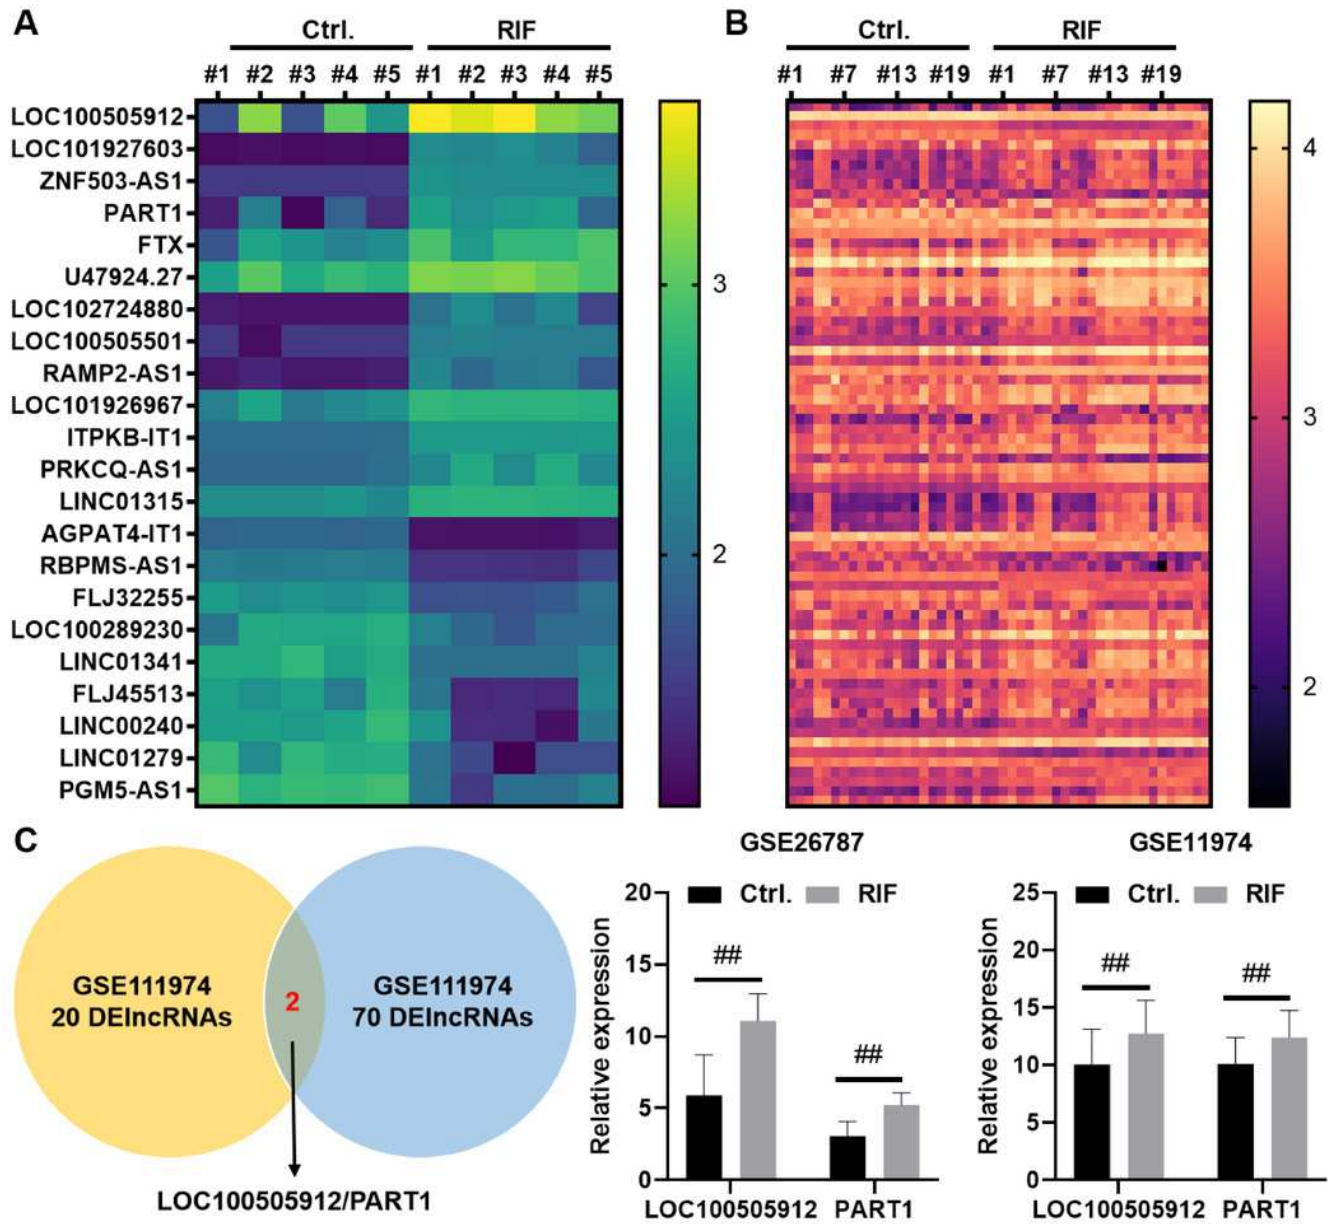 A
Ctrl. RIF
#1 #2 #3 #4 #5 #1 #2 #3 #4 #5
LOC100505912
LOC101927603
ZNF503-AS1
PART1
FTX
U47924.27
LOC102724880
LOC100505501
RAMP2-AS1
LOC101926967
ITPKB-IT1
PRKCQ-AS1
LINC01315
AGPAT4-IT1
RBPMS-AS1
FLJ32255
LOC100289230
LINC01341
FLJ45513
LINC00240
LINC01279
PGM5-AS1
3
2
B
Ctrl. RIF
#1 #7 #13 #19 #1 #7 #13 #19
4
3
2
C
GSE111974
20 DElncRNAs
2
GSE111974
70 DElncRNAs
LOC100505912/PART1
GSE26787
Ctrl. RIF
Relative expression
20
15
10
5
0
##
##
LOC100505912 PART1
GSE11974
Ctrl. RIF
Relative expression
25
20
15
10
5
0
##
##
LOC100505912 PART1